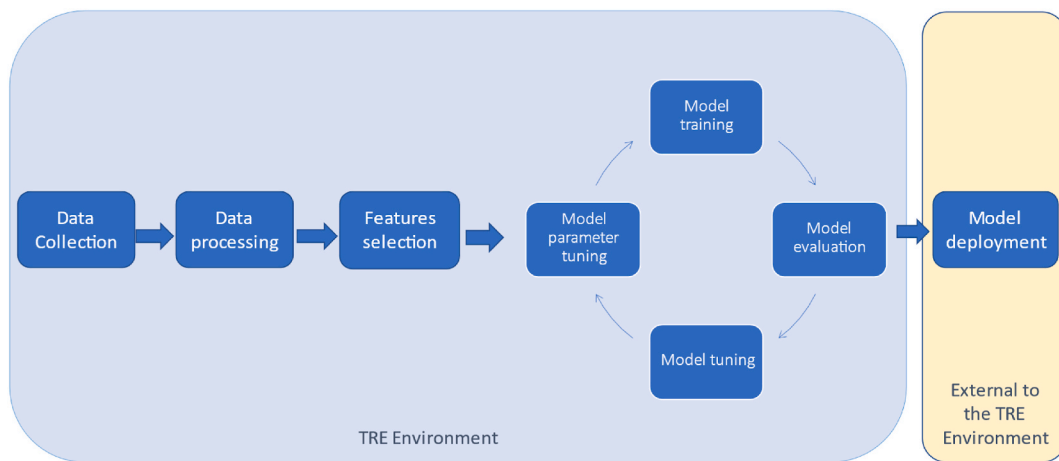 Data
Collection
Data
processing
Features
selection
Model
parameter
tuning
Model
training
Model
evaluation
Model tuning
Model
deployment
TRE Environment
External to
the TRE
Environment